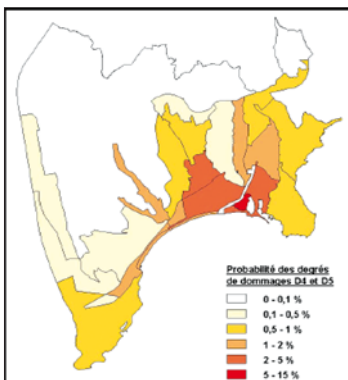 Probabilité des degrés
de dommages D4 et D5
0 - 0,1 %
0,1 - 0,5 %
0,5 - 1 %
1 - 2 %
2 - 5 %
5 - 15 %